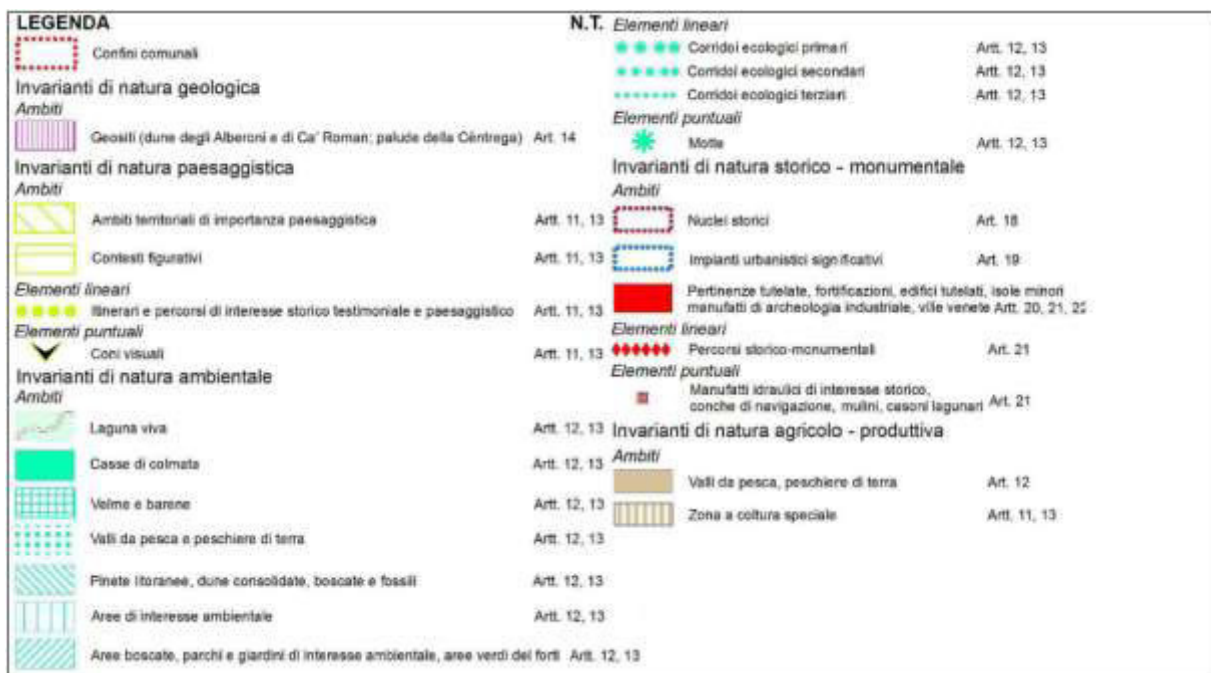 LEGENDA N.T.
Confini comunali
Invarianti di natura geologica
Ambiti
Geositi (dune degli Alberoni e di Ca' Roman; palude della Centrega) Art. 14
Invarianti di natura paesaggistica
Ambiti
Ambiti territoriali di importanza paesaggistica Artt. 11, 13
Contesti figurativi Artt. 11, 13
Elementi lineari
Itinerari e percorsi di interesse storico testimoniale e paesaggistico Artt. 11, 13
Elementi puntuali
Coni visuali Artt. 11, 13
Invarianti di natura ambientale
Ambiti
Laguna viva Artt. 12, 13
Casse di colmata Artt. 12, 13
Velme e barene Artt. 12, 13
Valli da pesca e peschiere di terra Artt. 12, 13
Pinete litoranee, dune consolidate, boscate e fossili Artt. 12, 13
Aree di interesse ambientale Artt. 12, 13
Aree boscate, parchi e giardini di interesse ambientale, aree verdi dei forti Artt. 12, 13
Elementi lineari
Corridoi ecologici primari Artt. 12, 13
Corridoi ecologici secondari Artt. 12, 13
Corridoi ecologici terziari Artt. 12, 13
Elementi puntuali
Motte Artt. 12, 13
Invarianti di natura storico - monumentale
Ambiti
Nuclei storici Art. 18
Impianti urbanistici significativi Art. 19
Pertinenze tutelate, fortificazioni, edifici tutelati, isole minori
manufatti di archeologia industriale, ville venete Artt. 20, 21, 22
Elementi lineari
Percorsi storico-monumentali Art. 21
Elementi puntuali
Manufatti idraulici di interesse storico,
conche di navigazione, mulini, casoni lagunari Art. 21
Invarianti di natura agricolo - produttiva
Ambiti
Valli da pesca, peschiere di terra Art. 12
Zona a coltura speciale Artt. 11, 13